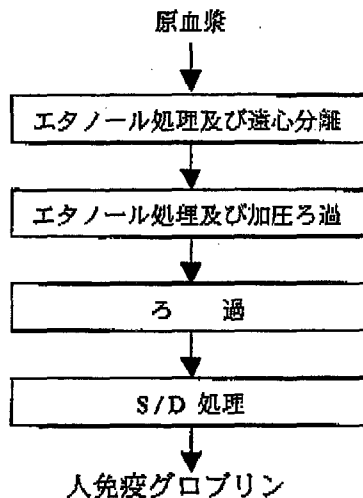 原血漿
エタノール処理及び遠心分離
エタノール処理及び加圧ろ過
ろ　過
S/D 処理
人免疫グロブリン